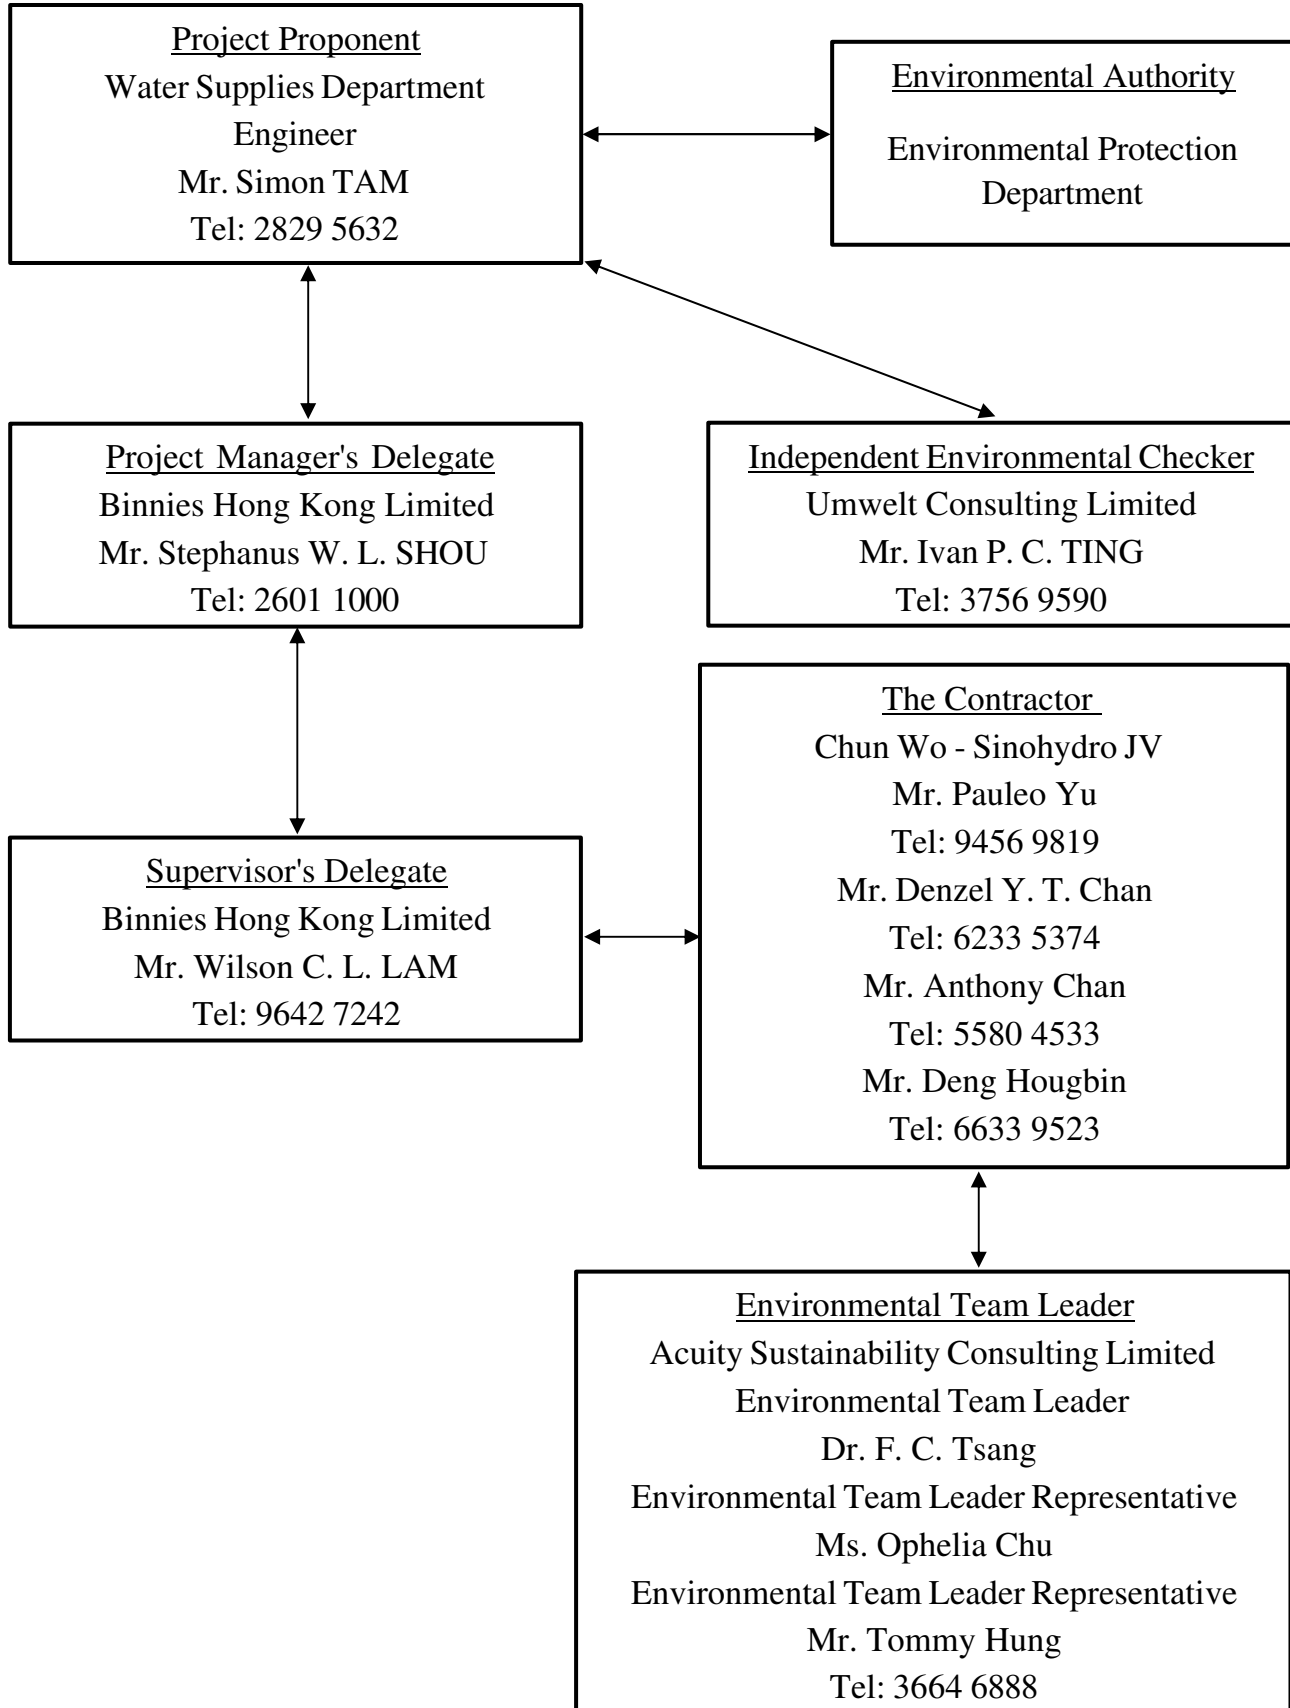 Project Proponent
Water Supplies Department
Engineer
Mr. Simon TAM
Tel: 2829 5632
Environmental Authority
Environmental Protection
Department
Project Manager's Delegate
Binnies Hong Kong Limited
Mr. Stephanus W. L. SHOU
Tel: 2601 1000
Independent Environmental Checker
Umwelt Consulting Limited
Mr. Ivan P. C. TING
Tel: 3756 9590
Supervisor's Delegate
Binnies Hong Kong Limited
Mr. Wilson C. L. LAM
Tel: 9642 7242
The Contractor
Chun Wo - Sinohydro JV
Mr. Pauleo Yu
Tel: 9456 9819
Mr. Denzel Y. T. Chan
Tel: 6233 5374
Mr. Anthony Chan
Tel: 5580 4533
Mr. Deng Hougbin
Tel: 6633 9523
Environmental Team Leader
Acuity Sustainability Consulting Limited
Environmental Team Leader
Dr. F. C. Tsang
Environmental Team Leader Representative
Ms. Ophelia Chu
Environmental Team Leader Representative
Mr. Tommy Hung
Tel: 3664 6888